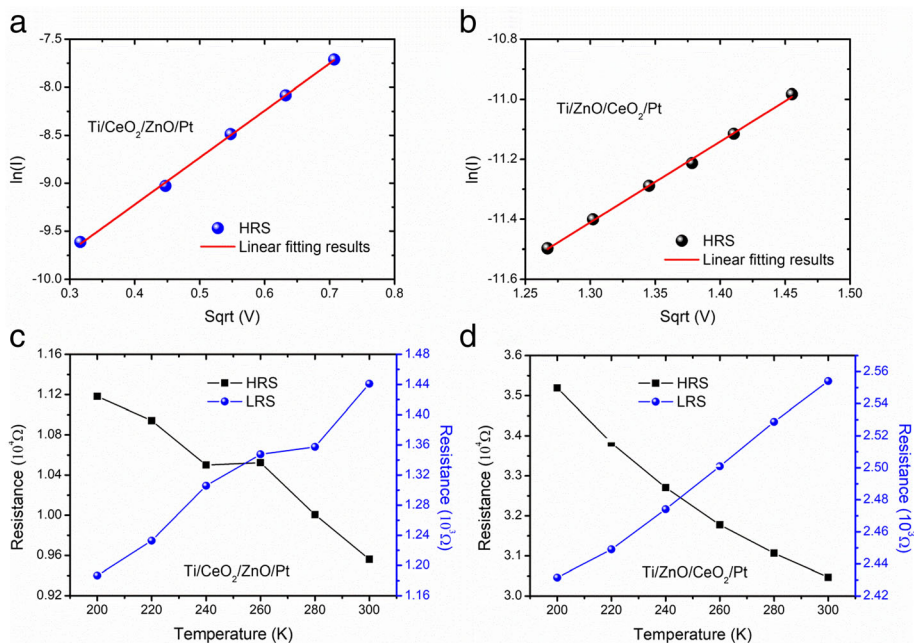 a
-7.5
-8.0
-8.5
-9.0
-9.5
-10.0
ln(I)
Ti/CeO₂/ZnO/Pt
HRS
Linear fitting results
0.3 0.4 0.5 0.6 0.7 0.8
Sqrt (V)
b
-10.8
-11.0
-11.2
-11.4
-11.6
ln(I)
Ti/ZnO/CeO₂/Pt
HRS
Linear fitting results
1.25 1.30 1.35 1.40 1.45 1.50
Sqrt (V)
c
1.16
1.12
1.08
1.04
1.00
0.96
0.92
Resistance (10⁴Ω)
HRS
LRS
Ti/CeO₂/ZnO/Pt
1.48
1.44
1.40
1.36
1.32
1.28
1.24
1.20
1.16
Resistance (10³Ω)
200 220 240 260 280 300
Temperature (K)
d
3.6
3.5
3.4
3.3
3.2
3.1
3.0
Resistance (10⁴Ω)
HRS
LRS
Ti/ZnO/CeO₂/Pt
2.56
2.54
2.52
2.50
2.48
2.46
2.44
2.43
2.42
Resistance (10³Ω)
200 220 240 260 280 300
Temperature (K)